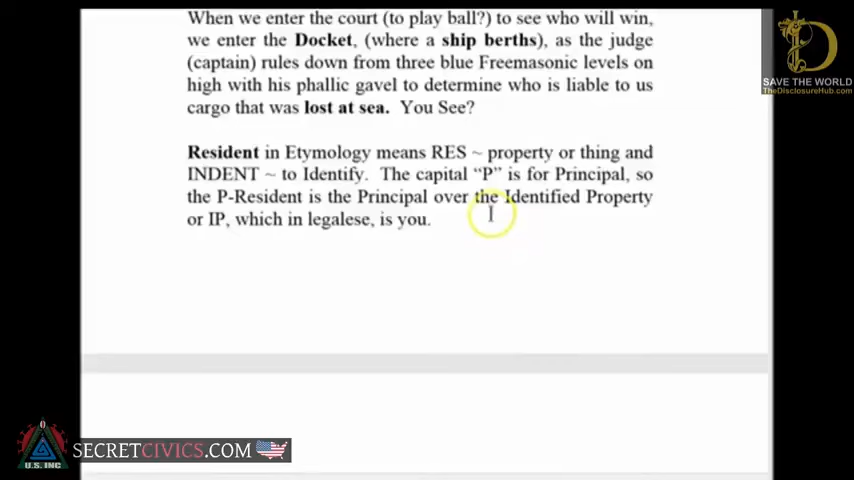 When we enter the court (to play ball?) to see who will win,
we enter the Docket, (where a ship berths), as the judge
(captain) rules down from three blue Freemasonic levels on
high with his phallic gavel to determine who is liable to us
cargo that was lost at sea. You See?
Resident in Etymology means RES ~ property or thing and
INDENT ~ to Identify. The capital “P” is for Principal, so
the P-Resident is the Principal over the Identified Property
or IP, which in legalese, is you.
D
SAVE THE WORLD
TheDisclosureHub.com
U.S. INC
SECRETCIVICS.COM